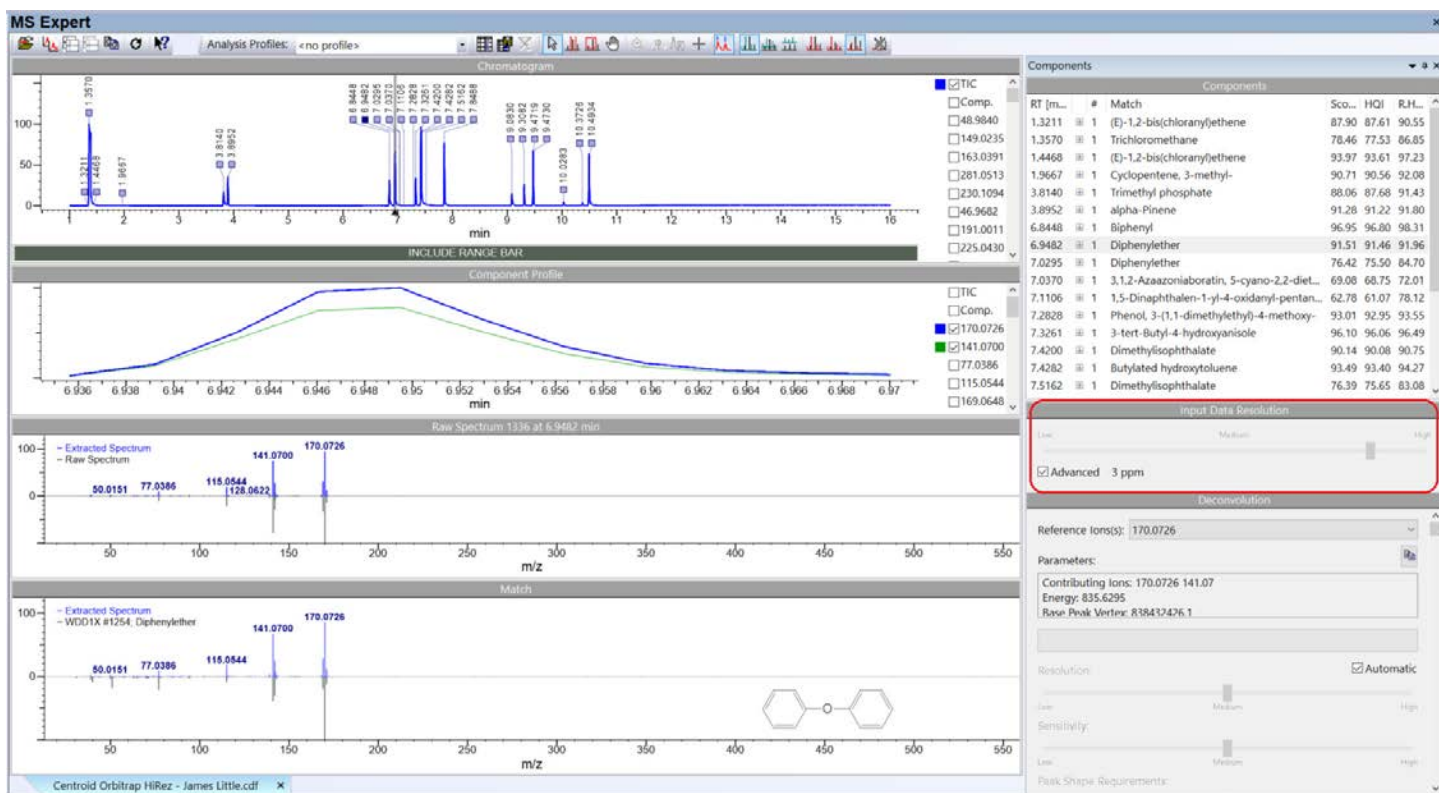 MS Expert
Analysis Profiles: <no profile>
Chromatogram
1.3211
1.3570
1.4468
1.9667
3.8140
3.8952
6.8448
6.9482
7.0295
7.0370
7.1106
7.2828
7.3261
7.4200
7.4282
7.5162
7.8488
9.0830
9.3082
9.4719
9.4730
10.0283
10.3726
10.4934
100
50
0
1 2 3 4 5 6 7 8 9 10 11 12 13 14 15 16
min
TIC
Comp.
48.9840
149.0235
163.0391
281.0513
230.1094
46.9682
191.0011
225.0430
INCLUDE RANGE BAR
Component Profile
6.936 6.938 6.94 6.942 6.944 6.946 6.948 6.95 6.952 6.954 6.956 6.958 6.96 6.962 6.964 6.966 6.968 6.97
min
TIC
Comp.
170.0726
141.0700
77.0386
115.0544
169.0648
Raw Spectrum 1336 at 6.9482 min
100
0
Extracted Spectrum
Raw Spectrum
50.0151 77.0386 115.0544 128.0622 141.0700 170.0726
50 100 150 200 250 300 350 400 450 500 550
m/z
Match
100
0
Extracted Spectrum
WDD1X #1254; Diphenylether
50.0151 77.0386 115.0544 141.0700 170.0726
O
50 100 150 200 250 300 350 400 450 500 550
m/z
Centroid Orbitrap HiRez - James Little.cdf ×
Components
Components
RT [m... # Match Sco... HQI R.H...
1.3211 1 (E)-1,2-bis(chloranyl)ethene 87.90 87.61 90.55
1.3570 1 Trichloromethane 78.46 77.53 86.85
1.4468 1 (E)-1,2-bis(chloranyl)ethene 93.97 93.61 97.23
1.9667 1 Cyclopentene, 3-methyl- 90.71 90.56 92.08
3.8140 1 Trimethyl phosphate 88.06 87.68 91.43
3.8952 1 alpha-Pinene 91.28 91.22 91.80
6.8448 1 Biphenyl 96.95 96.80 98.31
6.9482 1 Diphenylether 91.51 91.46 91.96
7.0295 1 Diphenylether 76.42 75.50 84.70
7.0370 1 3,1,2-Azaazoniaboratin, 5-cyano-2,2-diet... 69.08 68.75 72.01
7.1106 1 1,5-Dinaphthalen-1-yl-4-oxidanyl-pentan... 62.78 61.07 78.12
7.2828 1 Phenol, 3-(1,1-dimethylethyl)-4-methoxy- 93.01 92.95 93.55
7.3261 1 3-tert-Butyl-4-hydroxyanisole 96.10 96.06 96.49
7.4200 1 Dimethylisophthalate 90.14 90.08 90.75
7.4282 1 Butylated hydroxytoluene 93.49 93.40 94.27
7.5162 1 Dimethylisophthalate 76.39 75.65 83.08
Input Data Resolution
Low Medium High
Advanced 3 ppm
Deconvolution
Reference Ions(s): 170.0726
Parameters:
Contributing Ions: 170.0726 141.07
Energy: 835.6295
Base Peak Vertex: 838432426.1
Resolution: Automatic
Low Medium High
Sensitivity:
Low Medium High
Peak Shape Requirements: